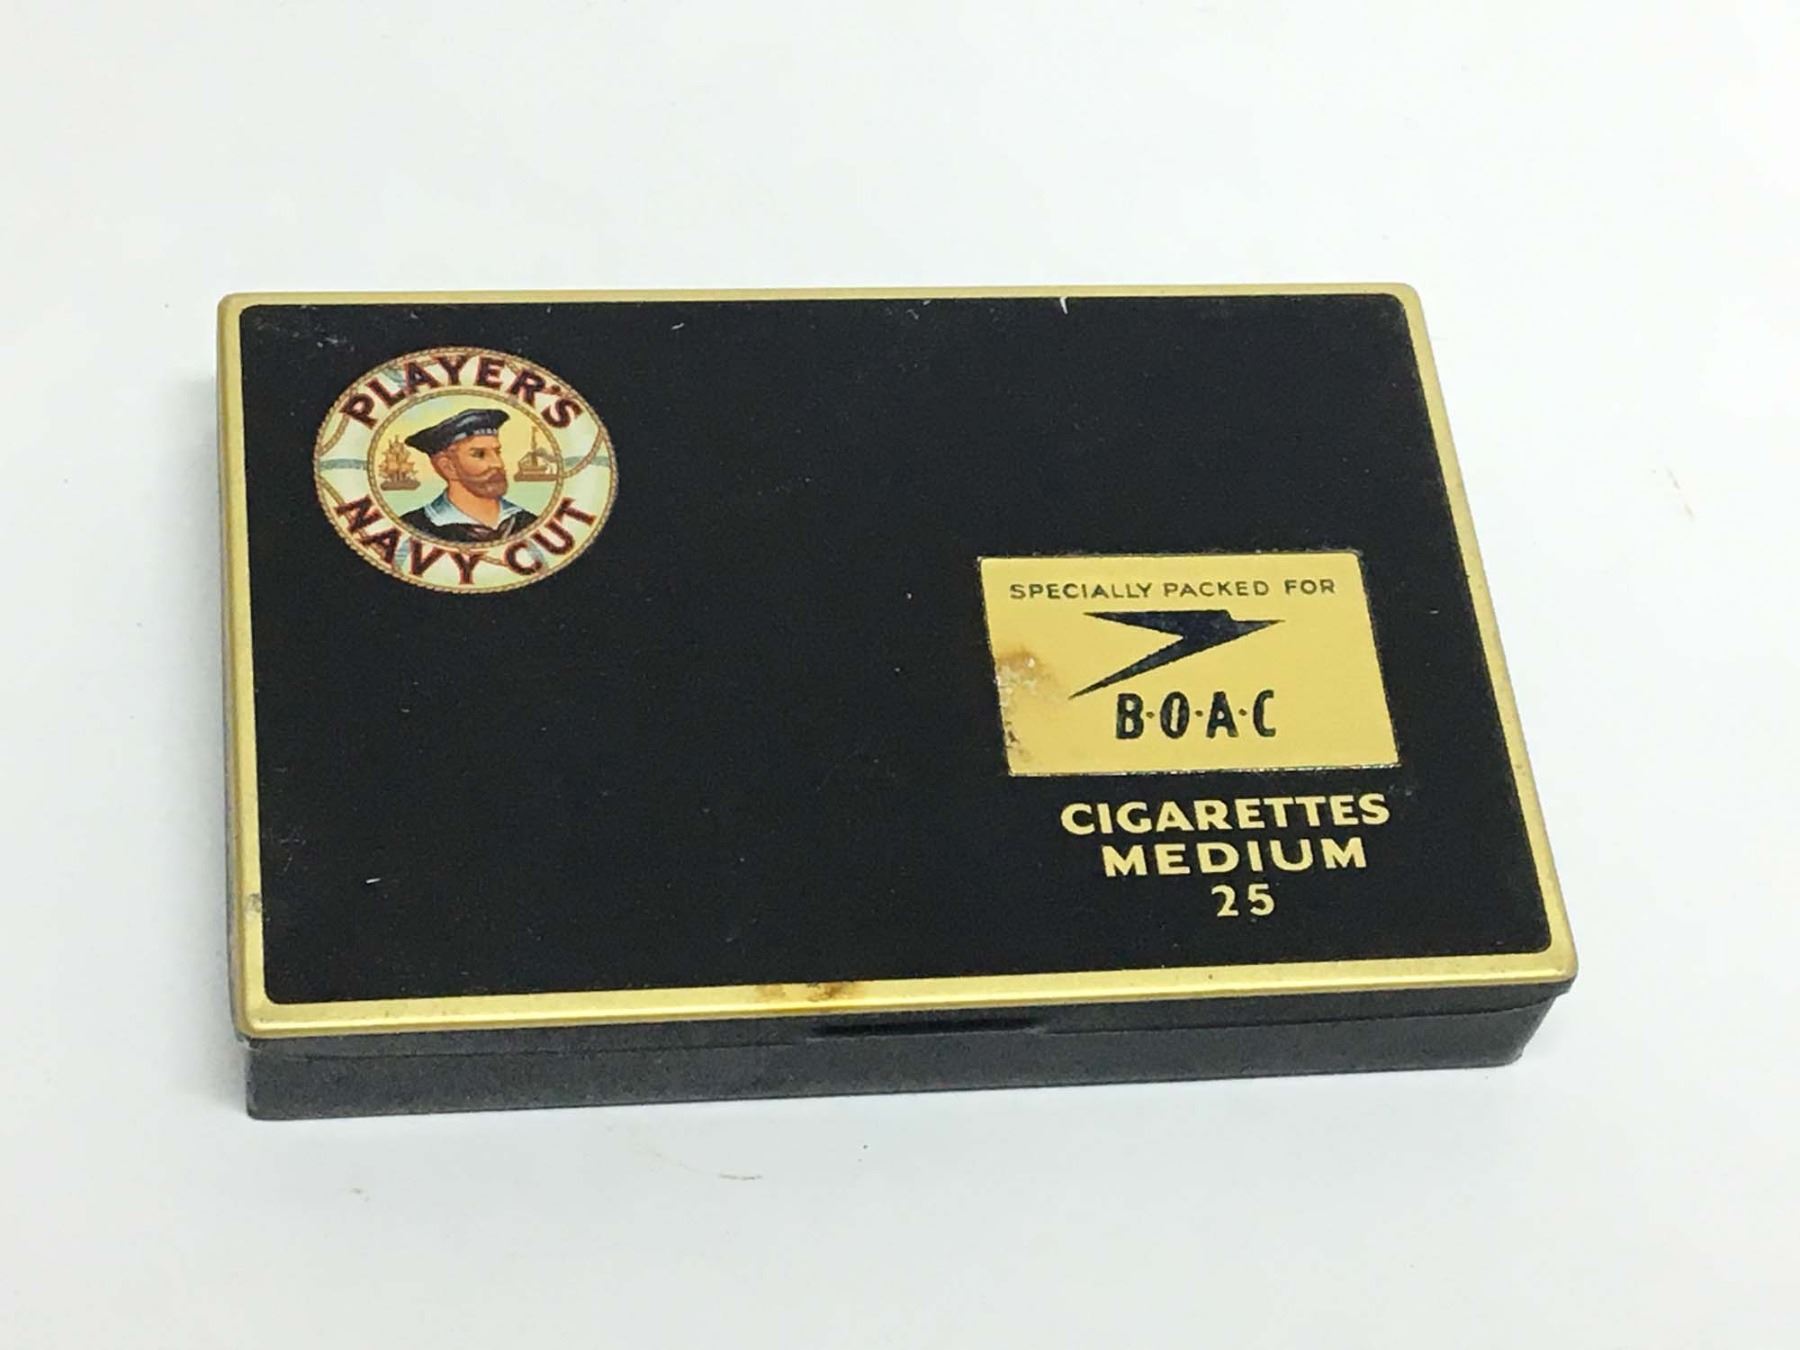 PLAYER'S
NAVY CUT
SPECIALLY PACKED FOR
B·O·A·C
CIGARETTES
MEDIUM
25